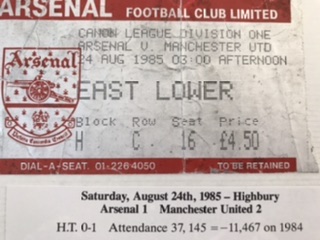 ARSENAL FOOTBALL CLUB LIMITED
CANON LEAGUE DIVISION ONE
ARSENAL V. MANCHESTER UTD
24 AUG 1985 03:00 AFTERNOON
Arsenal
EAST LOWER
Block Row Seat Price
H C 16 £4.50
DIAL-A-SEAT. 01-226 4050 TO BE RETAINED
Saturday, August 24th, 1985 – Highbury
Arsenal 1 Manchester United 2
H.T. 0-1 Attendance 37, 145 =−11,467 on 1984